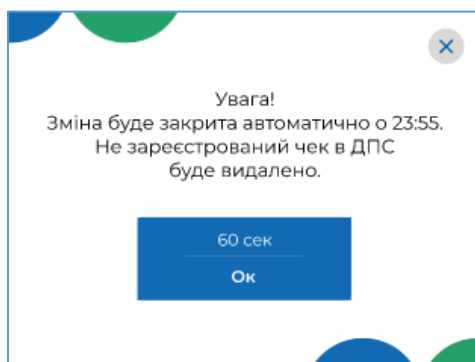 Увага!
Зміна буде закрита автоматично о 23:55.
Не зареєстрований чек в ДПС
буде видалено.
60 сек
Ок